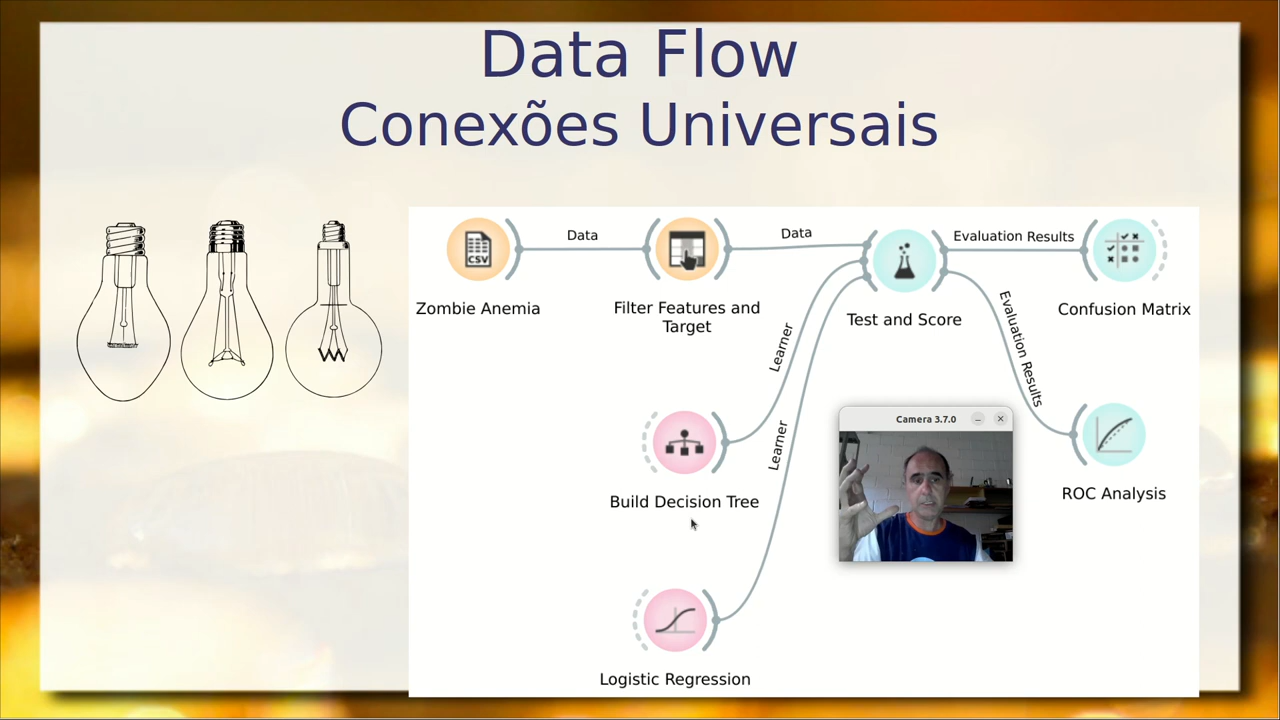 Data Flow
Conexões Universais
Data
Data
Evaluation Results
CSV
Zombie Anemia
Filter Features and
Target
Test and Score
Confusion Matrix
Learner
Evaluation Results
Learner
Camera 3.7.0
Build Decision Tree
ROC Analysis
Logistic Regression